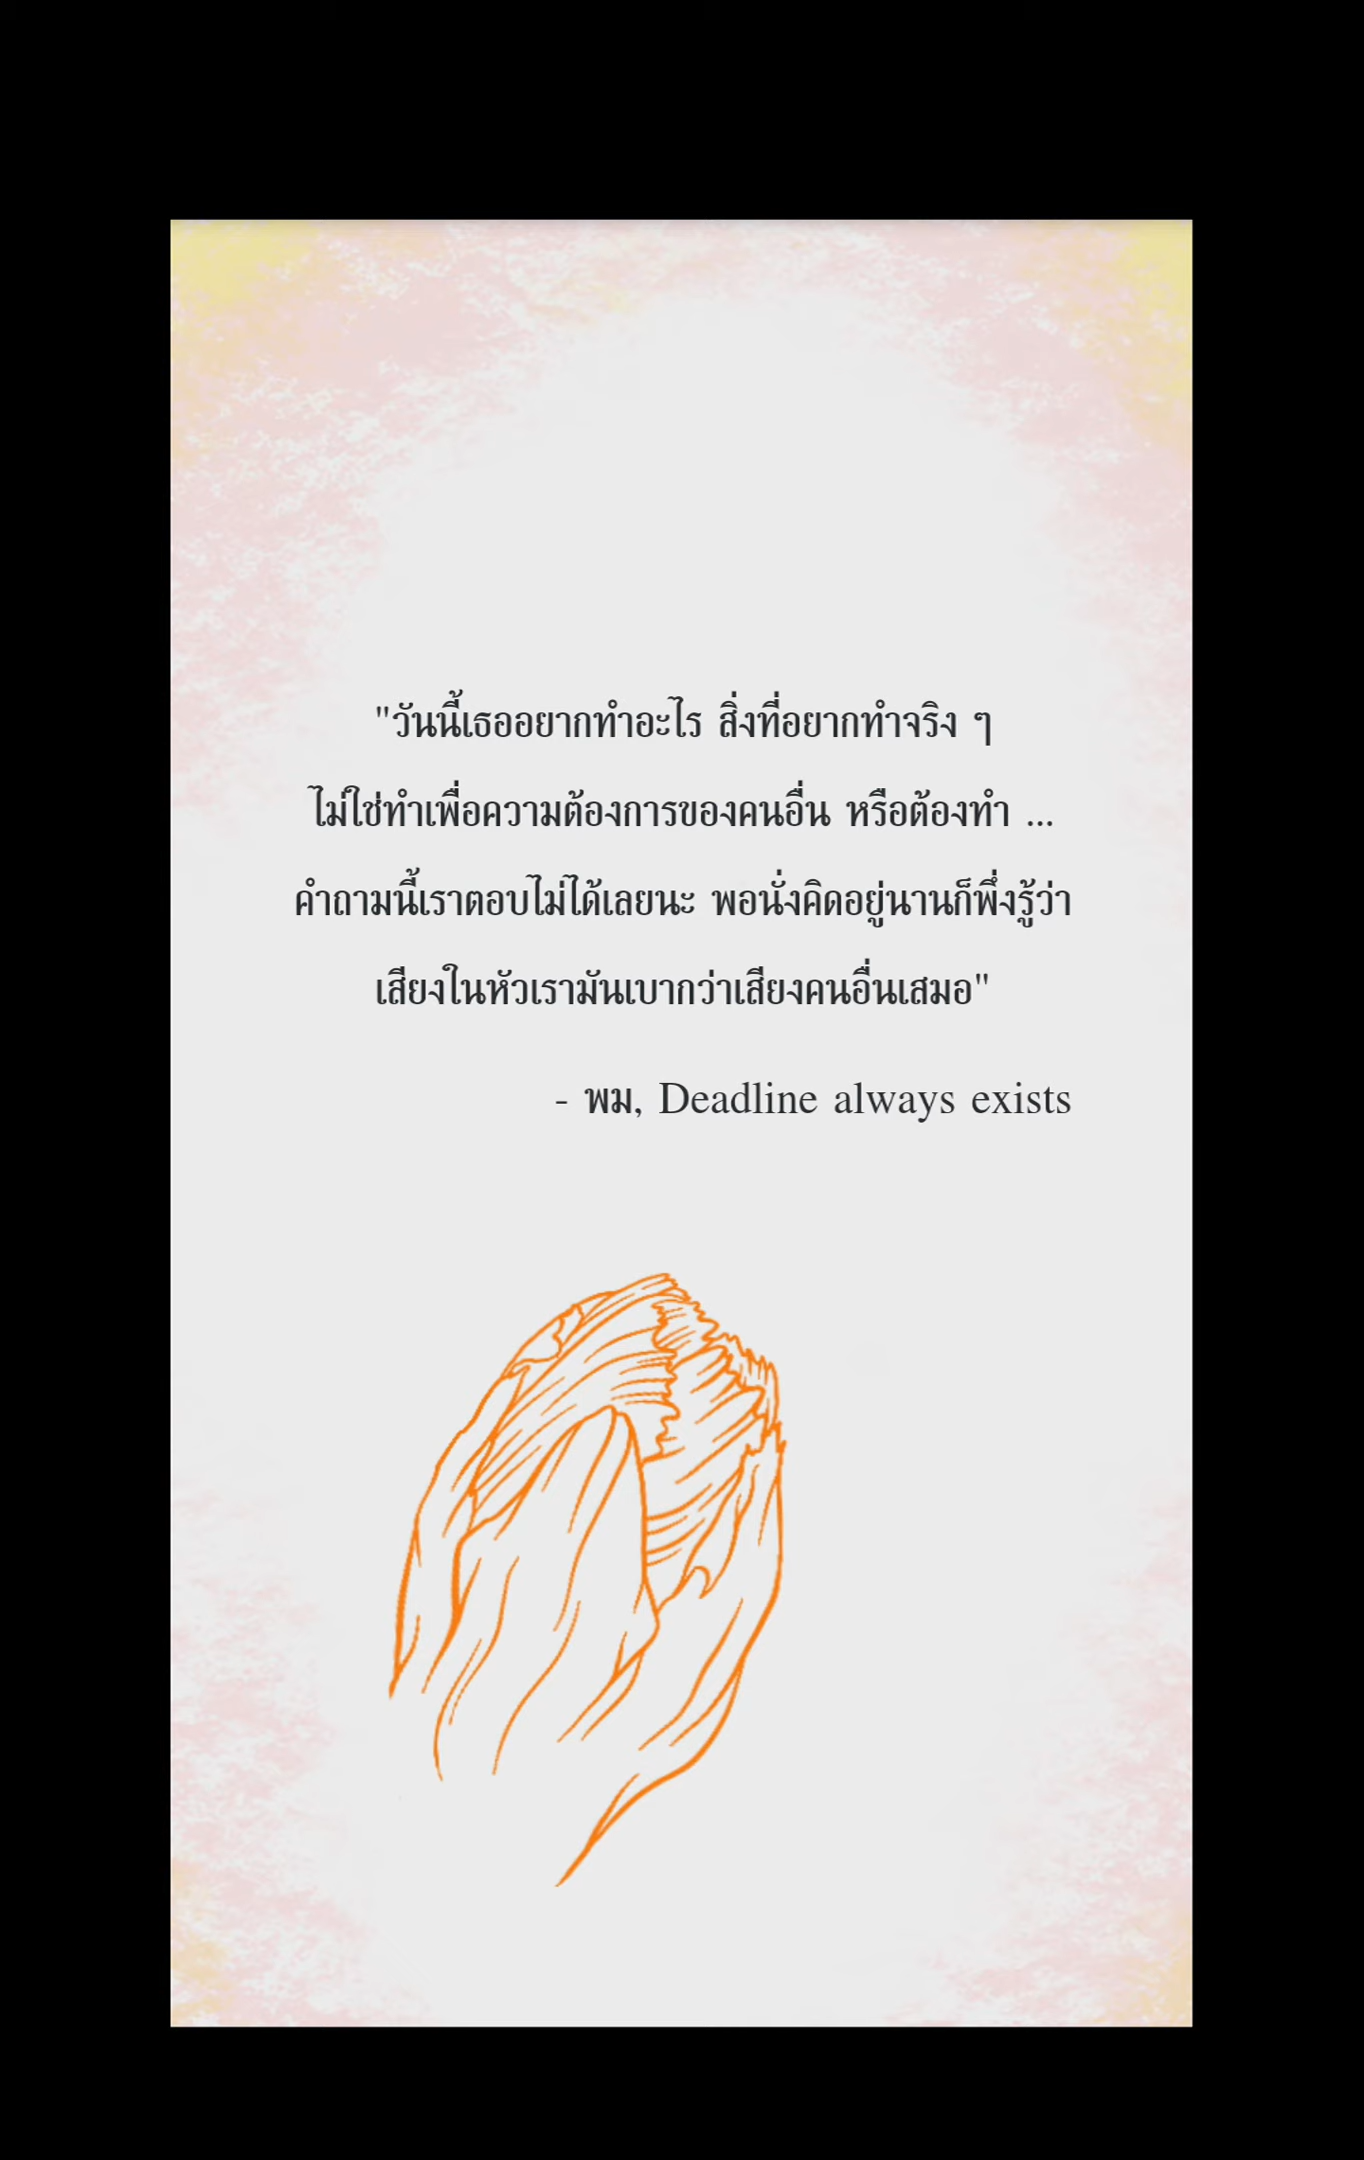 "วันนี้เธออยากทำอะไร สิ่งที่อยากทำจริง ๆ
ไม่ใช่ทำเพื่อความต้องการของคนอื่น หรือต้องทำ ...
คำถามนี้เราตอบไม่ได้เลยนะ พอนั่งคิดอยู่นานก็พึ่งรู้ว่า
เสียงในหัวเรามันเบากว่าเสียงคนอื่นเสมอ"
- พม, Deadline always exists